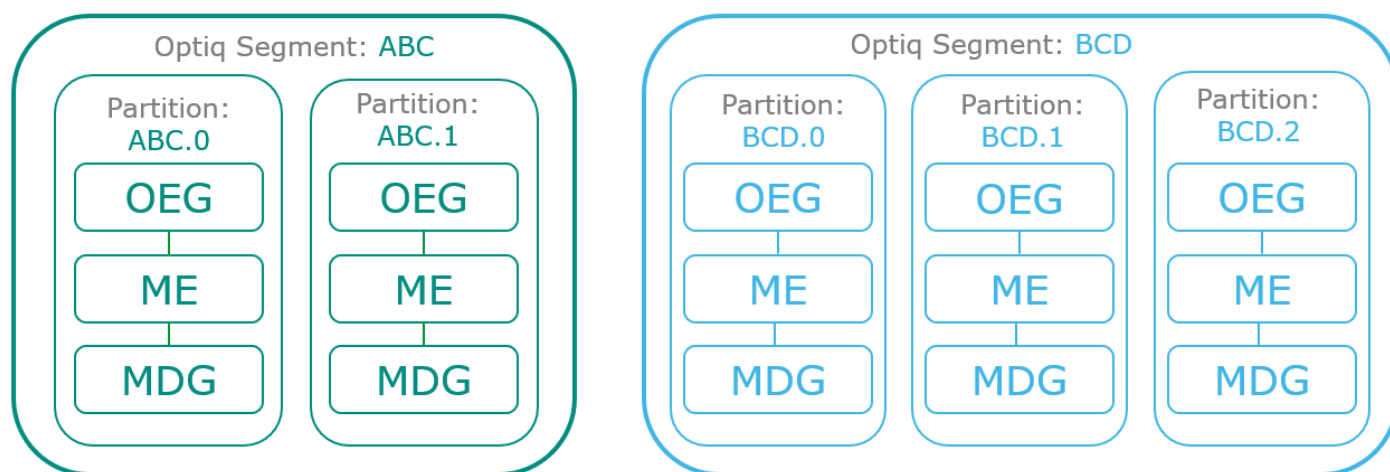 Optiq Segment: ABC
Partition:
ABC.0
OEG
ME
MDG
Partition:
ABC.1
OEG
ME
MDG
Optiq Segment: BCD
Partition:
BCD.0
OEG
ME
MDG
Partition:
BCD.1
OEG
ME
MDG
Partition:
BCD.2
OEG
ME
MDG